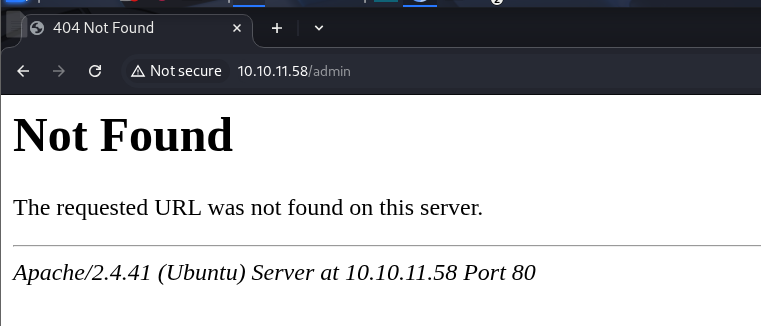 404 Not Found
Not secure 10.10.11.58/admin
Not Found
The requested URL was not found on this server.
Apache/2.4.41 (Ubuntu) Server at 10.10.11.58 Port 80